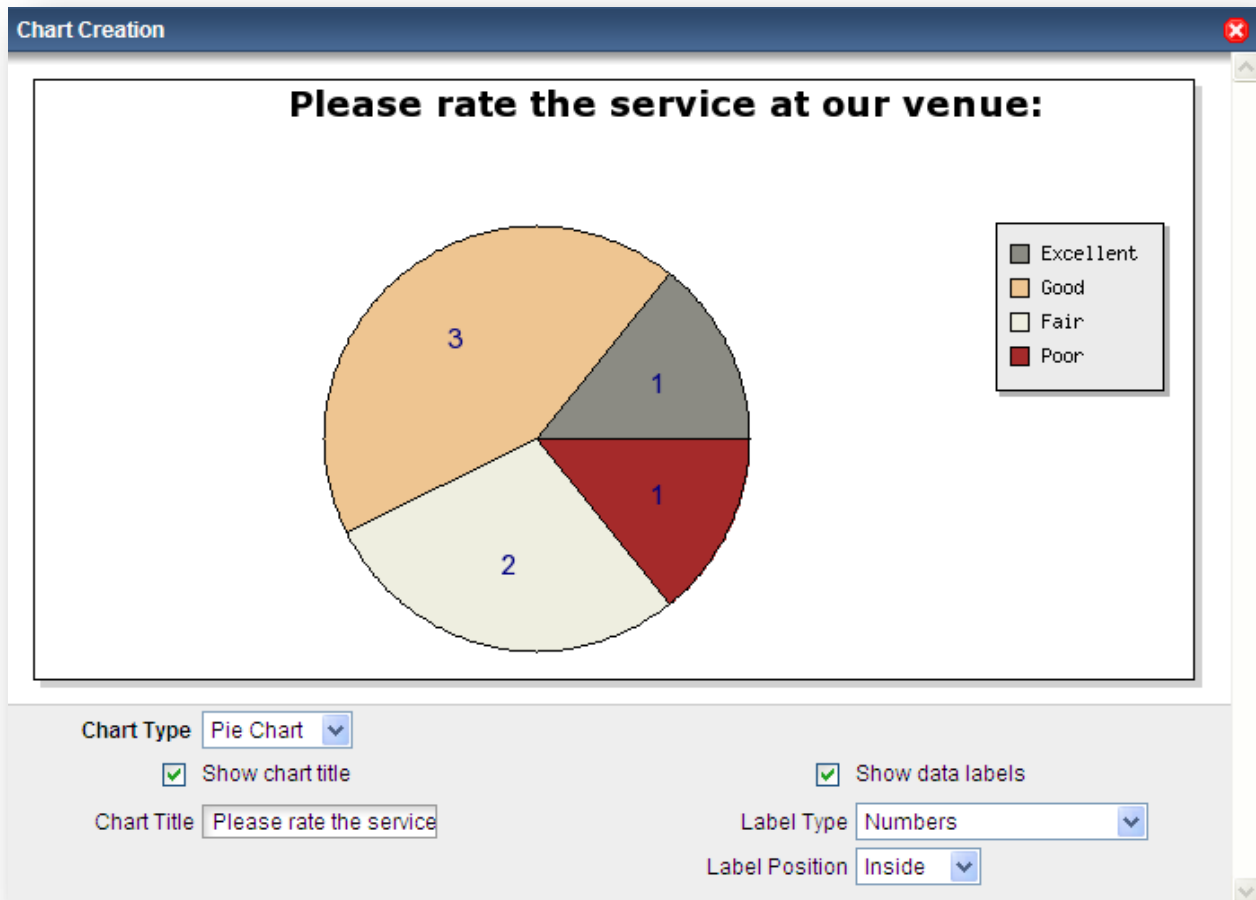 Chart Creation
Please rate the service at our venue:
Excellent
Good
Fair
Poor
3
1
1
2
Chart Type Pie Chart
Show chart title
Show data labels
Chart Title Please rate the service
Label Type Numbers
Label Position Inside